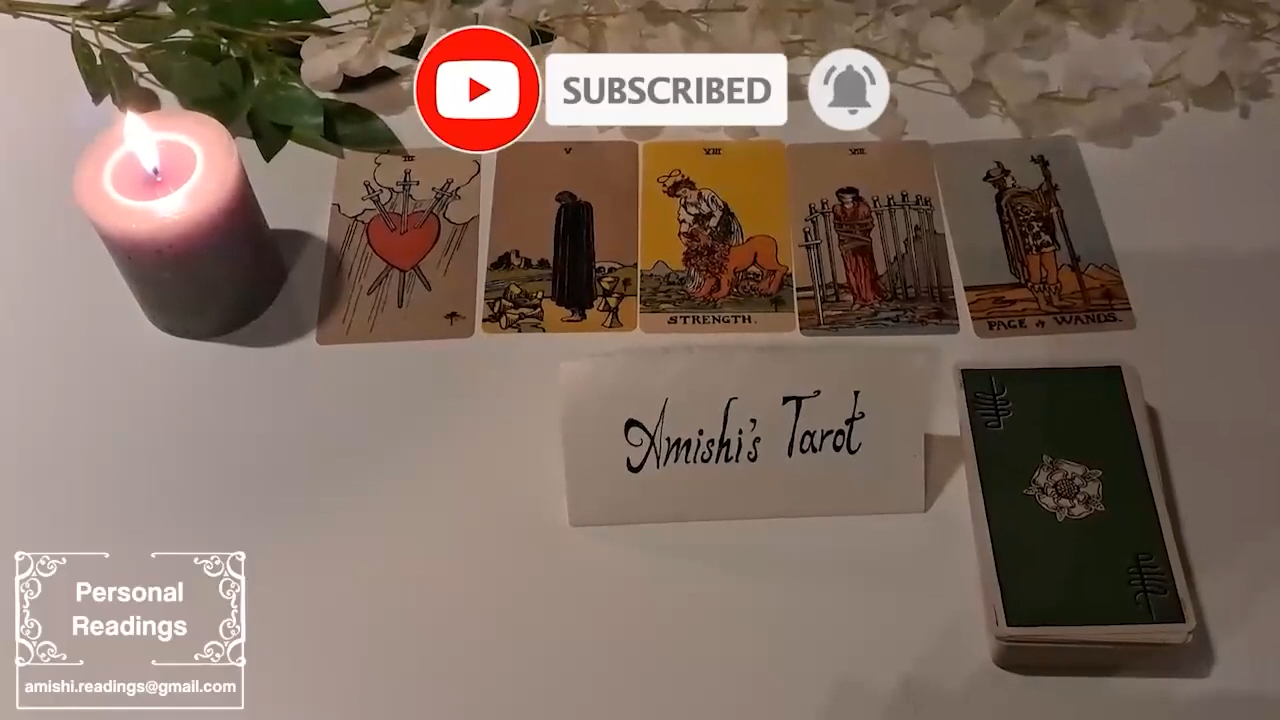 SUBSCRIBED
III
V
VIII
VIII
STRENGTH.
PAGE of WANDS.
Amishi's Tarot
Personal
Readings
amishi.readings@gmail.com